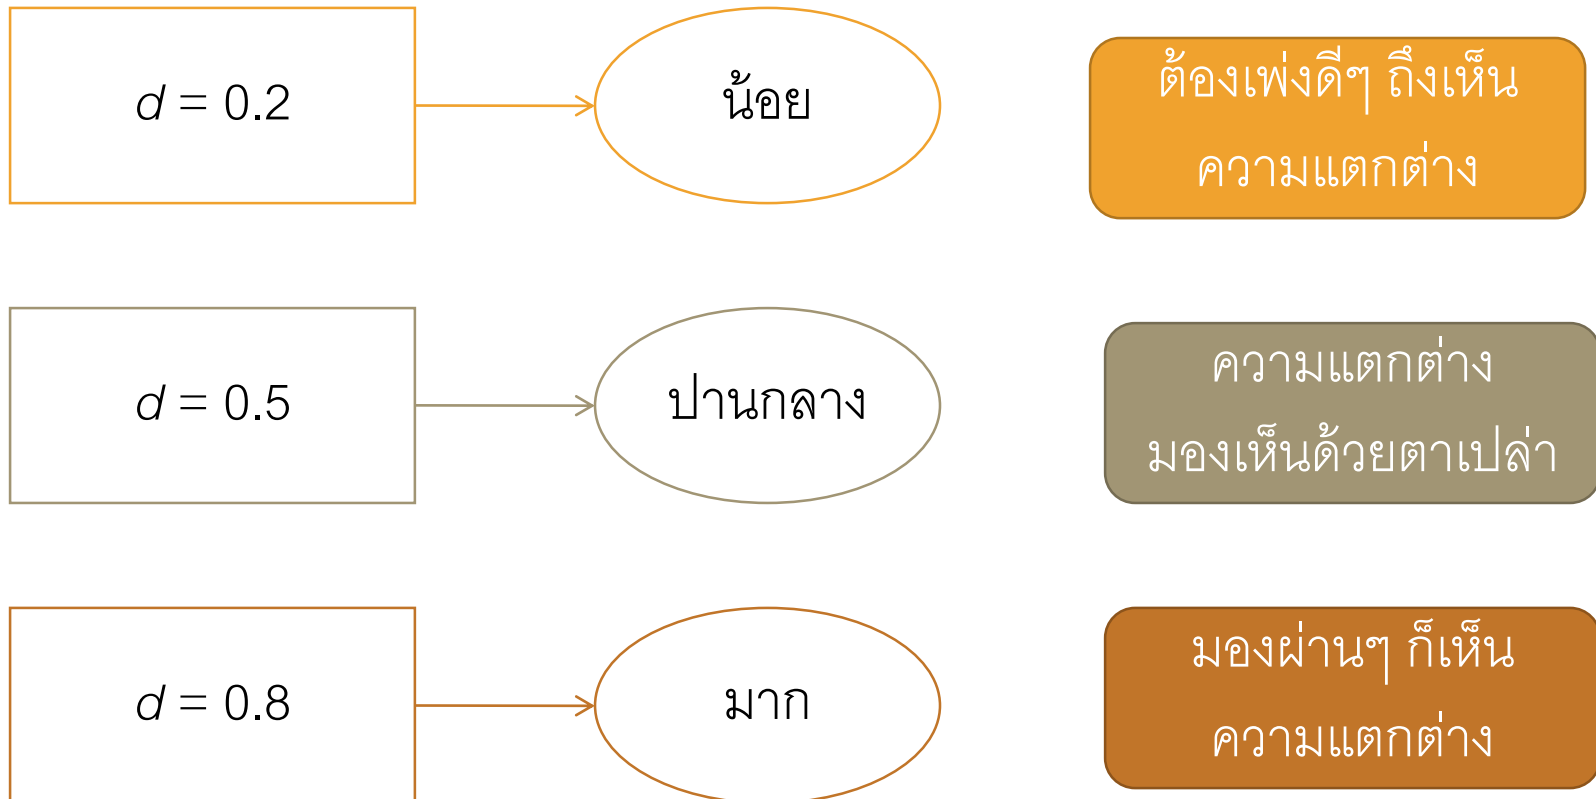 d = 0.2
น้อย
ต้องเพ่งดีๆ ถึงเห็น
ความแตกต่าง
d = 0.5
ปานกลาง
ความแตกต่าง
มองเห็นด้วยตาเปล่า
d = 0.8
มาก
มองผ่านๆ ก็เห็น
ความแตกต่าง